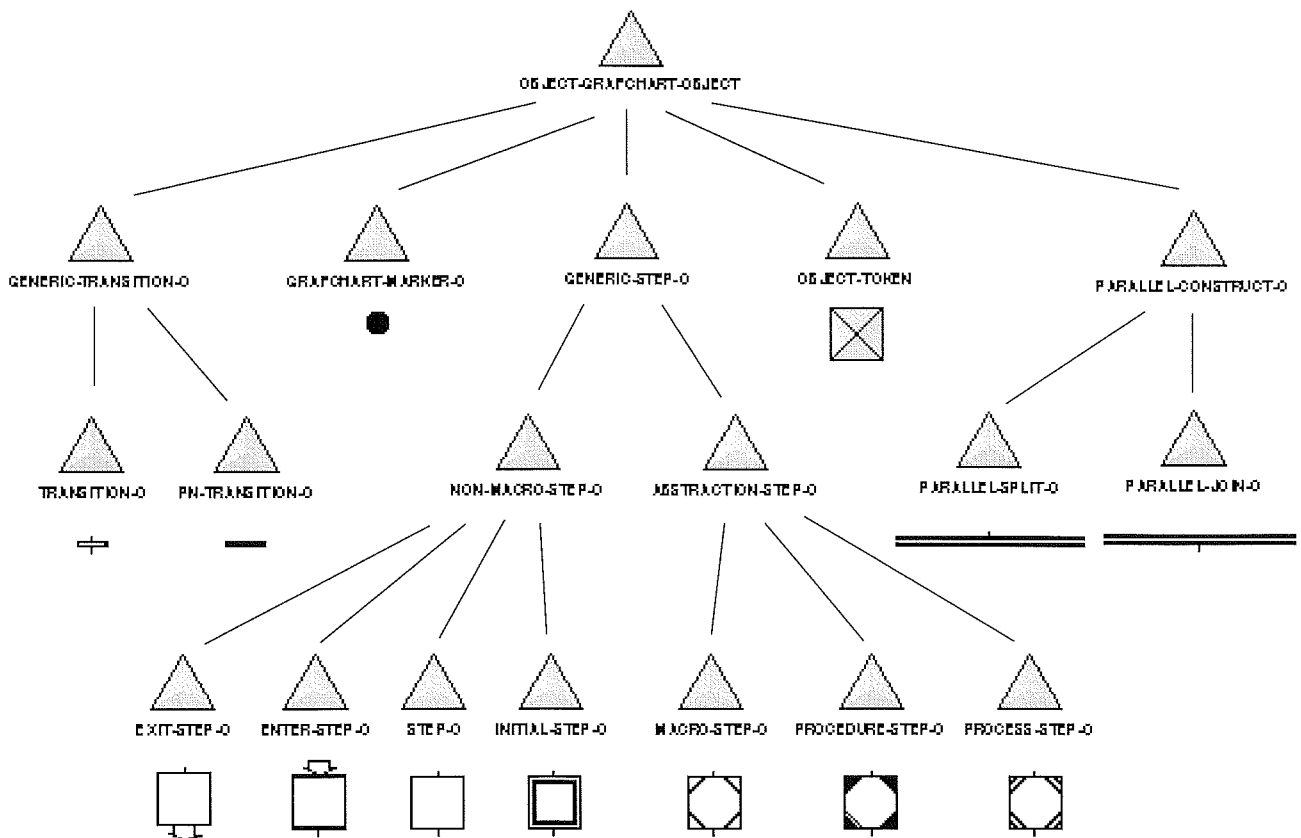 OBJECT-GRAFCHART-OBJECT
GENERIC-TRANSITION-O
GRAFCHART-MARKER-O
GENERIC-STEP-O
OBJECT-TOKEN
PARALLEL-CONSTRUCT-O
TRANSITION-O
PN-TRANSITION-O
NON-MACRO-STEP-O
ABSTRACTION-STEP-O
PARALLEL-SPLIT-O
PARALLEL-JOIN-O
EXIT-STEP-O
ENTER-STEP-O
STEP-O
INITIAL-STEP-O
MACRO-STEP-O
PROCEDURE-STEP-O
PROCESS-STEP-O